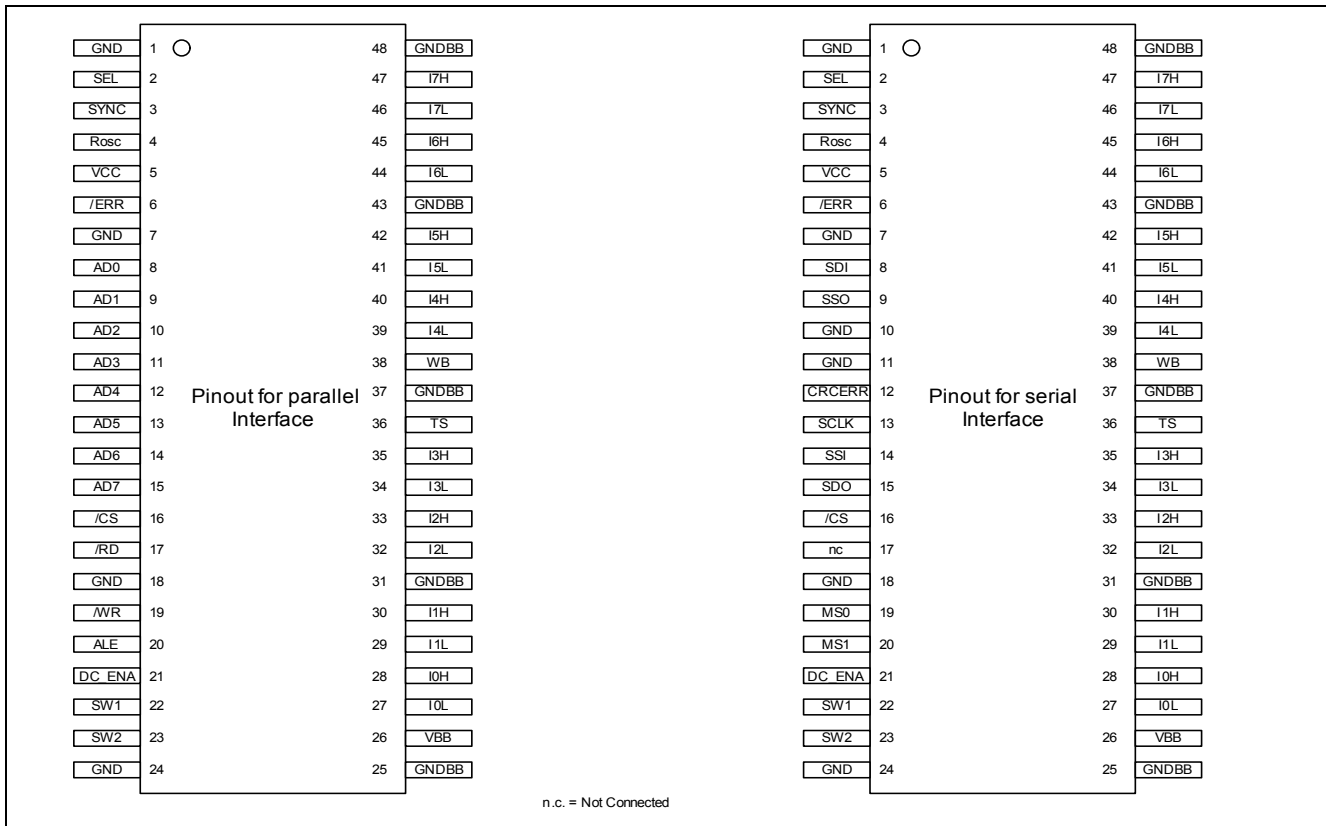 GND 1 48 GNDBB
SEL 2 47 I7H
SYNC 3 46 I7L
Rosc 4 45 I6H
VCC 5 44 I6L
/ERR 6 43 GNDBB
GND 7 42 I5H
AD0 8 41 I5L
AD1 9 40 I4H
AD2 10 39 I4L
AD3 11 38 WB
AD4 12 37 GNDBB
AD5 13 36 TS
AD6 14 35 I3H
AD7 15 34 I3L
/CS 16 33 I2H
/RD 17 32 I2L
GND 18 31 GNDBB
/WR 19 30 I1H
ALE 20 29 I1L
DC_ENA 21 28 I0H
SW1 22 27 I0L
SW2 23 26 VBB
GND 24 25 GNDBB
Pinout for parallel
Interface
GND 1 48 GNDBB
SEL 2 47 I7H
SYNC 3 46 I7L
Rosc 4 45 I6H
VCC 5 44 I6L
/ERR 6 43 GNDBB
GND 7 42 I5H
SDI 8 41 I5L
SSO 9 40 I4H
GND 10 39 I4L
GND 11 38 WB
CRCERR 12 37 GNDBB
SCLK 13 36 TS
SSI 14 35 I3H
SDO 15 34 I3L
/CS 16 33 I2H
nc 17 32 I2L
GND 18 31 GNDBB
MS0 19 30 I1H
MS1 20 29 I1L
DC_ENA 21 28 I0H
SW1 22 27 I0L
SW2 23 26 VBB
GND 24 25 GNDBB
Pinout for serial
Interface
n.c. = Not Connected